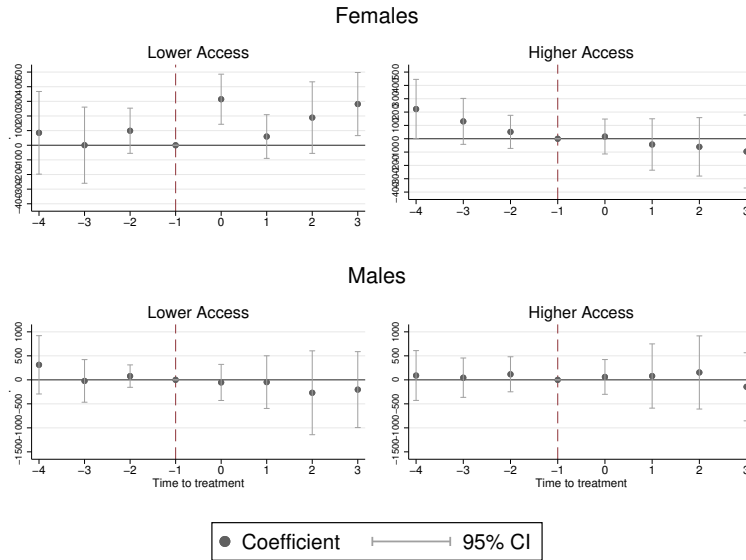 Females
Lower Access
Higher Access
-4 -3 -2 -1 0 1 2 3
-4 -3 -2 -1 0 1 2 3
Males
Lower Access
Higher Access
-1500 -1000 -500 0 500 1000
-1500 -1000 -500 0 500 1000
-4 -3 -2 -1 0 1 2 3
-4 -3 -2 -1 0 1 2 3
Time to treatment
Time to treatment
Coefficient
95% CI